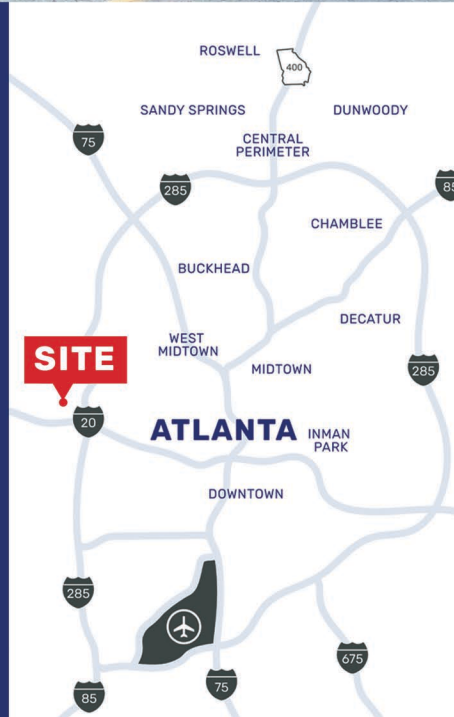 ROSWELL
400
SANDY SPRINGS
DUNWOODY
75
CENTRAL
PERIMETER
285
85
CHAMBLEE
BUCKHEAD
DECATUR
WEST
MIDTOWN
SITE
MIDTOWN
285
20
ATLANTA
INMAN
PARK
DOWNTOWN
285
675
85
75